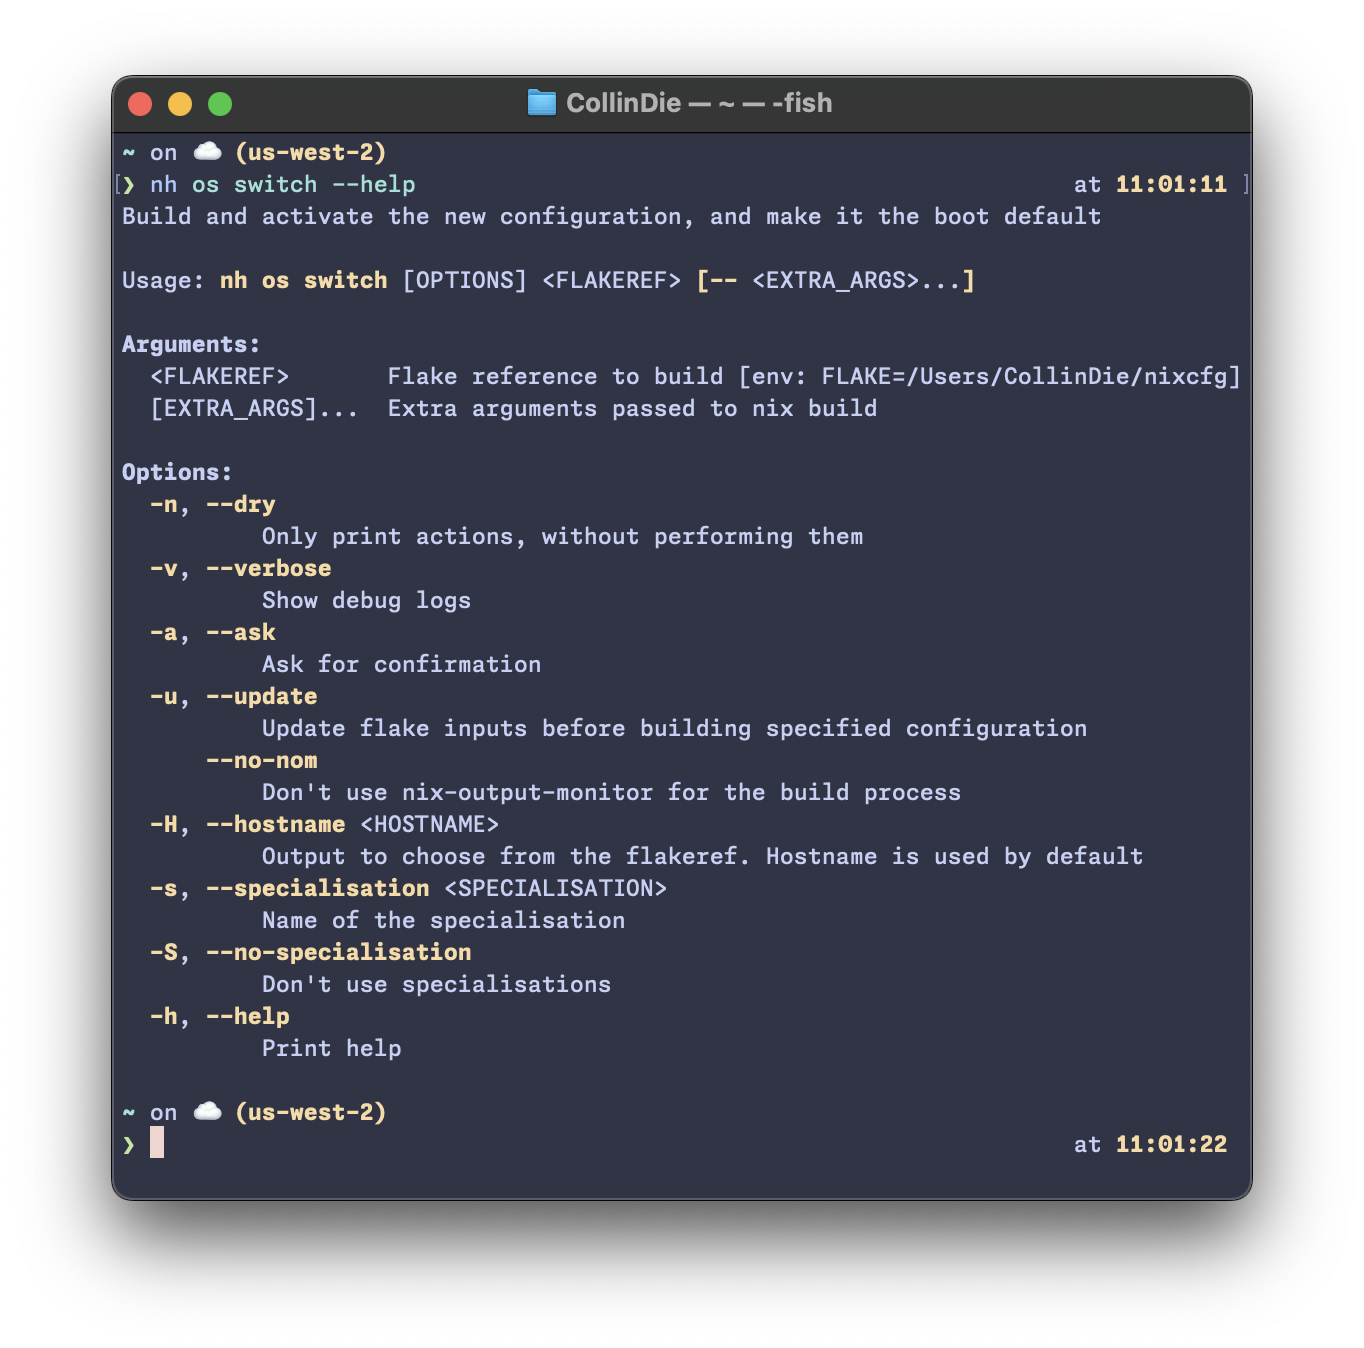 CollinDie — ~ — -fish
~ on ☁️ (us-west-2)
[❯ nh os switch --help at 11:01:11 ]
Build and activate the new configuration, and make it the boot default
Usage: nh os switch [OPTIONS] <FLAKEREF> [-- <EXTRA_ARGS>...]
Arguments:
<FLAKEREF> Flake reference to build [env: FLAKE=/Users/CollinDie/nixcfg]
[EXTRA_ARGS]... Extra arguments passed to nix build
Options:
-n, --dry
Only print actions, without performing them
-v, --verbose
Show debug logs
-a, --ask
Ask for confirmation
-u, --update
Update flake inputs before building specified configuration
--no-nom
Don't use nix-output-monitor for the build process
-H, --hostname <HOSTNAME>
Output to choose from the flakeref. Hostname is used by default
-s, --specialisation <SPECIALISATION>
Name of the specialisation
-S, --no-specialisation
Don't use specialisations
-h, --help
Print help
~ on ☁️ (us-west-2)
❯ at 11:01:22